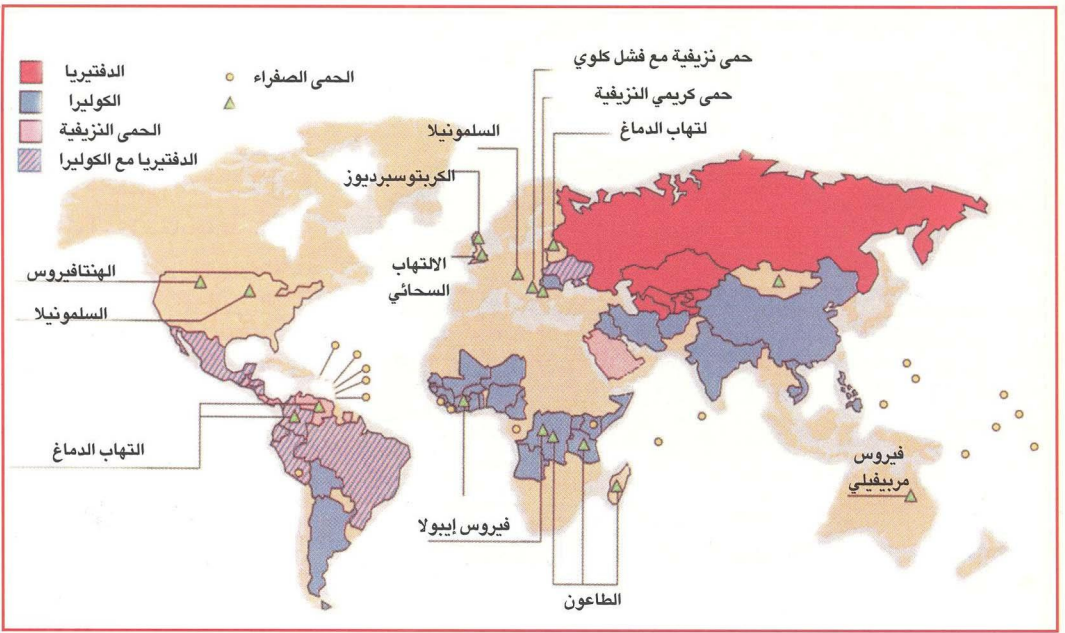 الدفتيريا
الكوليرا
الحمى النزيفية
الدفتيريا مع الكوليرا
الحمى الصفراء
حمى نزيفية مع فشل كلوي
حمى كريمي النزيفية
لتهاب الدماغ
السلمونيلا
الكربتوسبرديوز
الالتهاب
السحائي
الهنتافيروس
السلمونيلا
التهاب الدماغ
فيروس إيبولا
الطاعون
فيروس
مربيفيلي